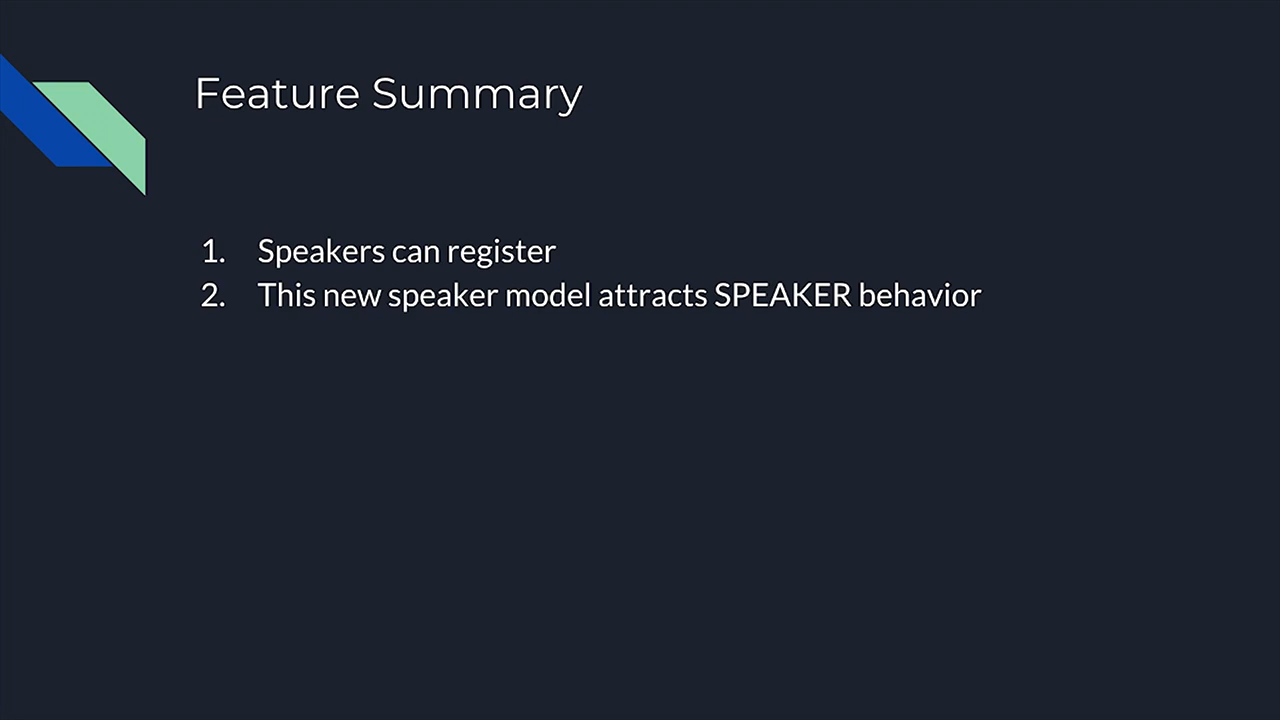 Feature Summary
1. Speakers can register
2. This new speaker model attracts SPEAKER behavior